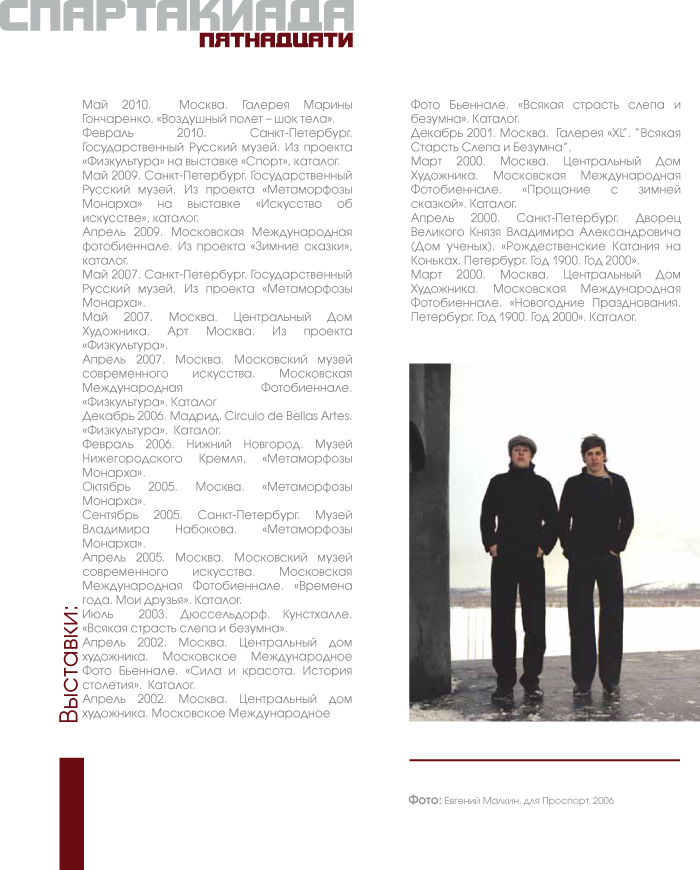 СПАРТАКИАДА
ПЯТНАДЦАТИ
Май 2010. Москва. Галерея Марины
Гончаренко. «Воздушный полет – шок тела».
Февраль 2010. Санкт-Петербург.
Государственный Русский музей. Из проекта
«Физкультура» на выставке «Спорт», каталог.
Май 2009. Санкт-Петербург. Государственный
Русский музей. Из проекта «Метаморфозы
Монарха» на выставке «Искусство об
искусстве», каталог.
Апрель 2009. Московская Международная
фотобиеннале. Из проекта «Зимние сказки»,
каталог.
Май 2007. Санкт-Петербург. Государственный
Русский музей. Из проекта «Метаморфозы
Монарха».
Май 2007. Москва. Центральный Дом
Художника. Арт Москва. Из проекта
«Физкультура».
Апрель 2007. Москва. Московский музей
современного искусства. Московская
Международная Фотобиеннале.
«Физкультура». Каталог
Декабрь 2006. Мадрид. Circulo de Bellas Artes.
«Физкультура». Каталог.
Февраль 2006. Нижний Новгород. Музей
Нижегородского Кремля. «Метаморфозы
Монарха».
Октябрь 2005. Москва. «Метаморфозы
Монарха».
Сентябрь 2005. Санкт-Петербург. Музей
Владимира Набокова. «Метаморфозы
Монарха».
Апрель 2005. Москва. Московский музей
современного искусства. Московская
Международная Фотобиеннале. «Времена
года. Мои друзья». Каталог.
Июль 2003. Дюссельдорф. Кунстхалле.
«Всякая страсть слепа и безумна».
Апрель 2002. Москва. Центральный дом
художника. Московское Международное
Фото Бьеннале. «Сила и красота. История
столетия». Каталог.
Апрель 2002. Москва. Центральный дом
художника. Московское Международное
Выставки:
Фото Бьеннале. «Всякая страсть слепа и
безумна». Каталог.
Декабрь 2001. Москва. Галерея «XL”. “Всякая
Старсть Слепа и Безумна”.
Март 2000. Москва. Центральный Дом
Художника. Московская Международная
Фотобиеннале. «Прощание с зимней
сказкой». Каталог.
Апрель 2000. Санкт-Петербург. Дворец
Великого Князя Владимира Александровича
(Дом ученых). «Рождественские Катания на
Коньках. Петербург. Год 1900. Год 2000».
Март 2000. Москва. Центральный Дом
Художника. Московская Международная
Фотобиеннале. «Новогодние Празднования.
Петербург. Год 1900. Год 2000». Каталог.
Фото: Евгений Малкин, для Проспорт, 2006